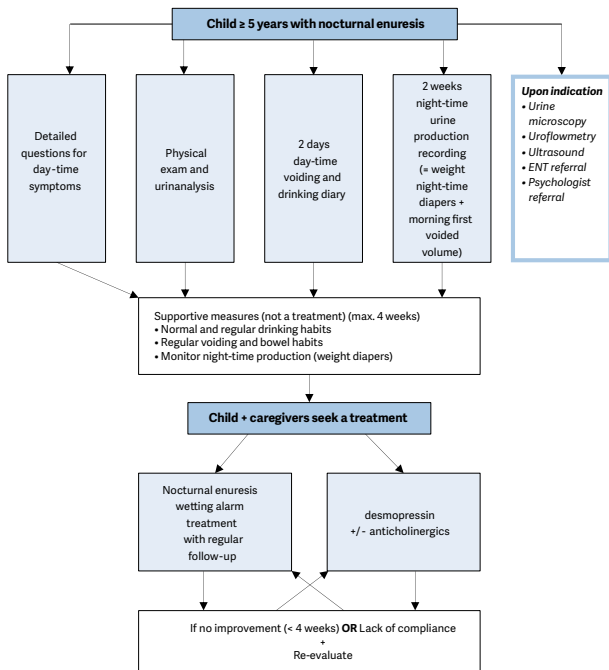 Child ≥ 5 years with nocturnal enuresis
Detailed
questions for
day-time
symptoms
Physical
exam and
urinanalysis
2 days
day-time
voiding and
drinking diary
2 weeks
night-time
urine
production
recording
(= weight
night-time
diapers +
morning first
voided
volume)
Upon indication
• Urine
microscopy
• Uroflowmetry
• Ultrasound
• ENT referral
• Psychologist
referral
Supportive measures (not a treatment) (max. 4 weeks)
• Normal and regular drinking habits
• Regular voiding and bowel habits
• Monitor night-time production (weight diapers)
Child + caregivers seek a treatment
Nocturnal enuresis
wetting alarm
treatment
with regular
follow-up
desmopressin
+/- anticholinergics
If no improvement (< 4 weeks) OR Lack of compliance
+
Re-evaluate